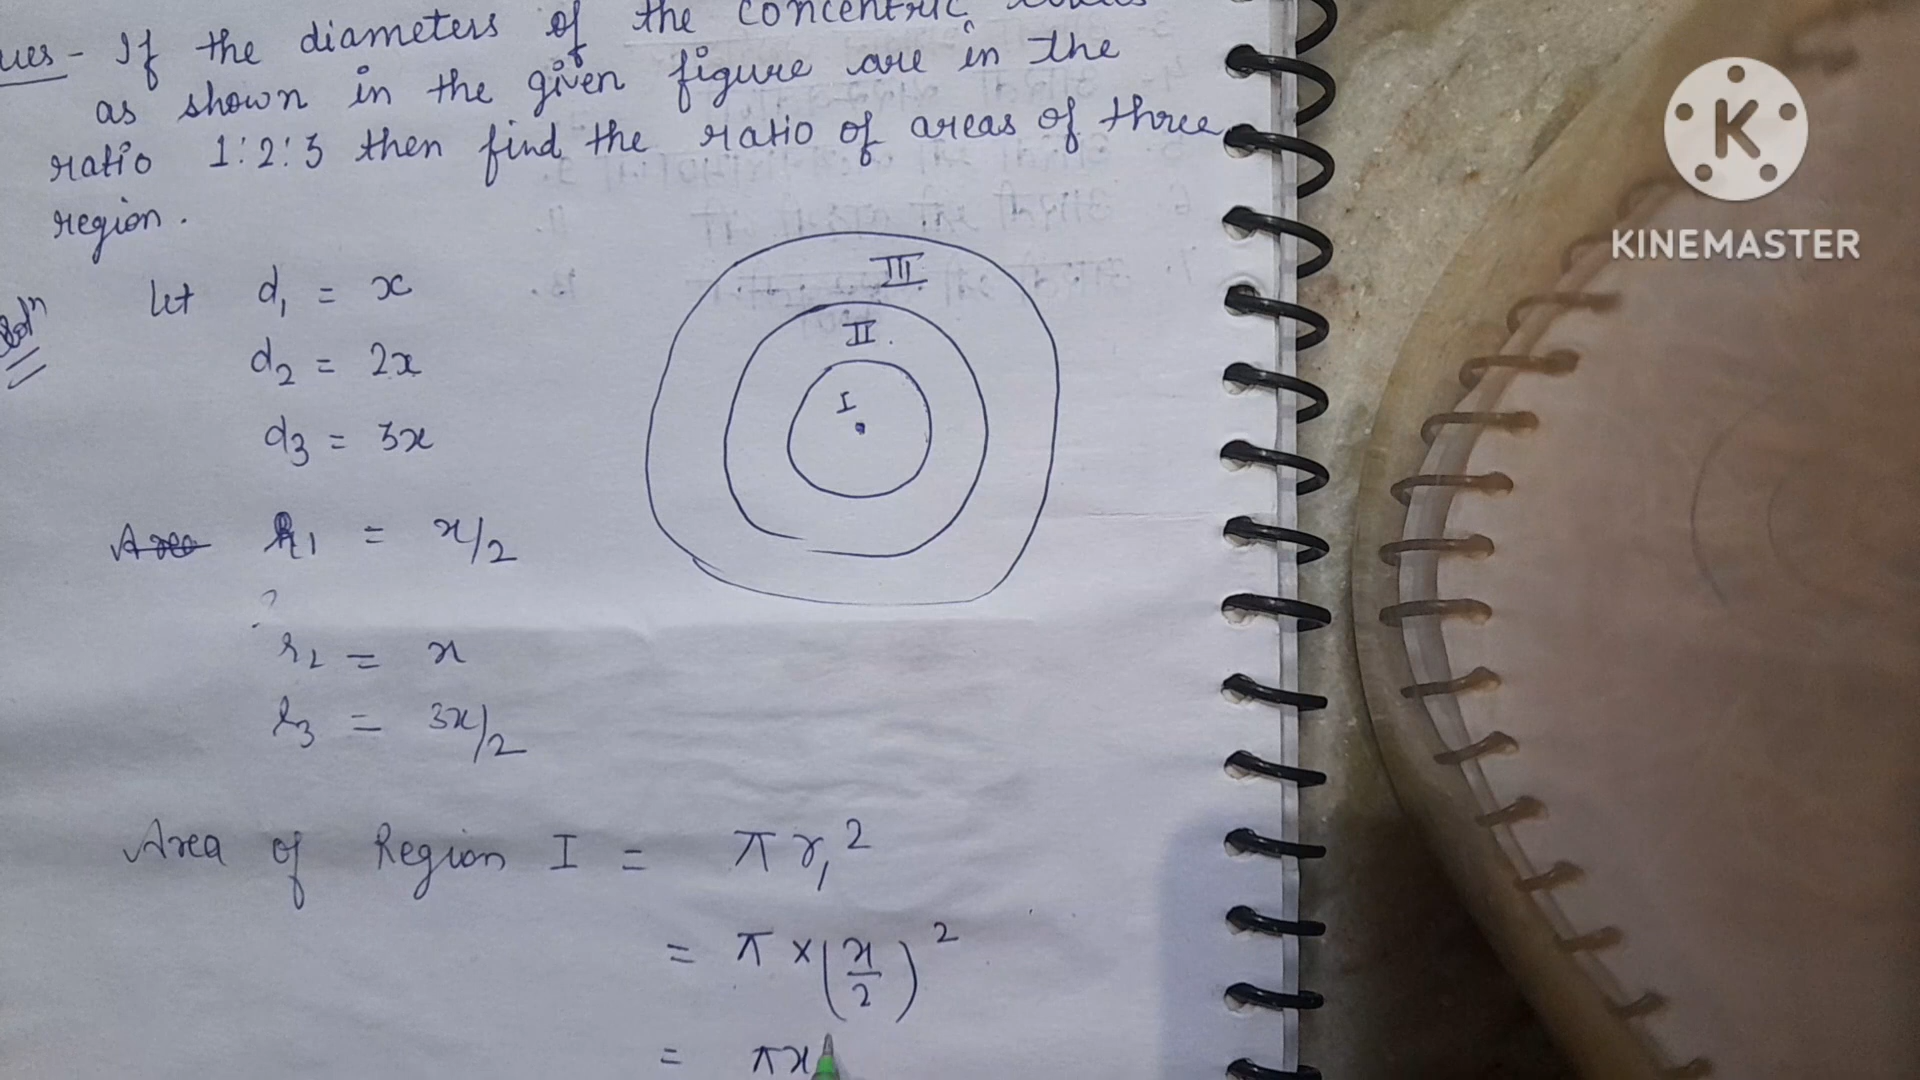 If the diameters of the concentric
as shown in the given figure are in the
ratio 1:2:3 then find the ratio of areas of three
region.
Soln
Let d1 = x
d2 = 2x
d3 = 3x
r1 = x/2
r2 = x
r3 = 3x/2
III
II.
I
Area of Region I = πr1²
= π × (x/2)²
= πx
K
KINEMASTER